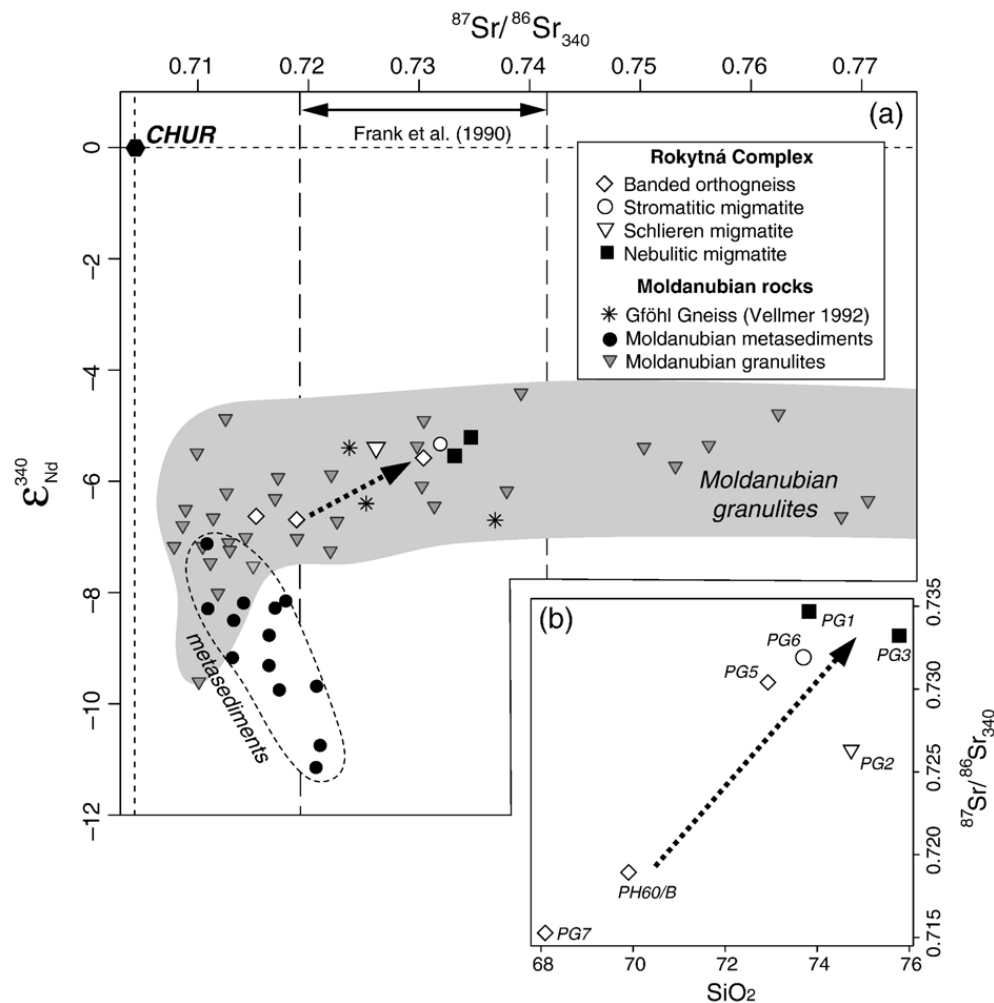 87Sr/86Sr340
0.71 0.72 0.73 0.74 0.75 0.76 0.77
(a)
CHUR
Frank et al. (1990)
Rokytná Complex
Banded orthogneiss
Stromatitic migmatite
Schlieren migmatite
Nebulitic migmatite
Moldanubian rocks
Gföhl Gneiss (Vellmer 1992)
Moldanubian metasediments
Moldanubian granulites
0
−2
−4
−6
−8
−10
−12
ε340Nd
Moldanubian
granulites
metasediments
(b)
PG1
PG6
PG3
PG5
PG2
PH60/B
PG7
0.735
0.730
0.725
0.720
0.715
87Sr/86Sr340
68 70 72 74 76
SiO2